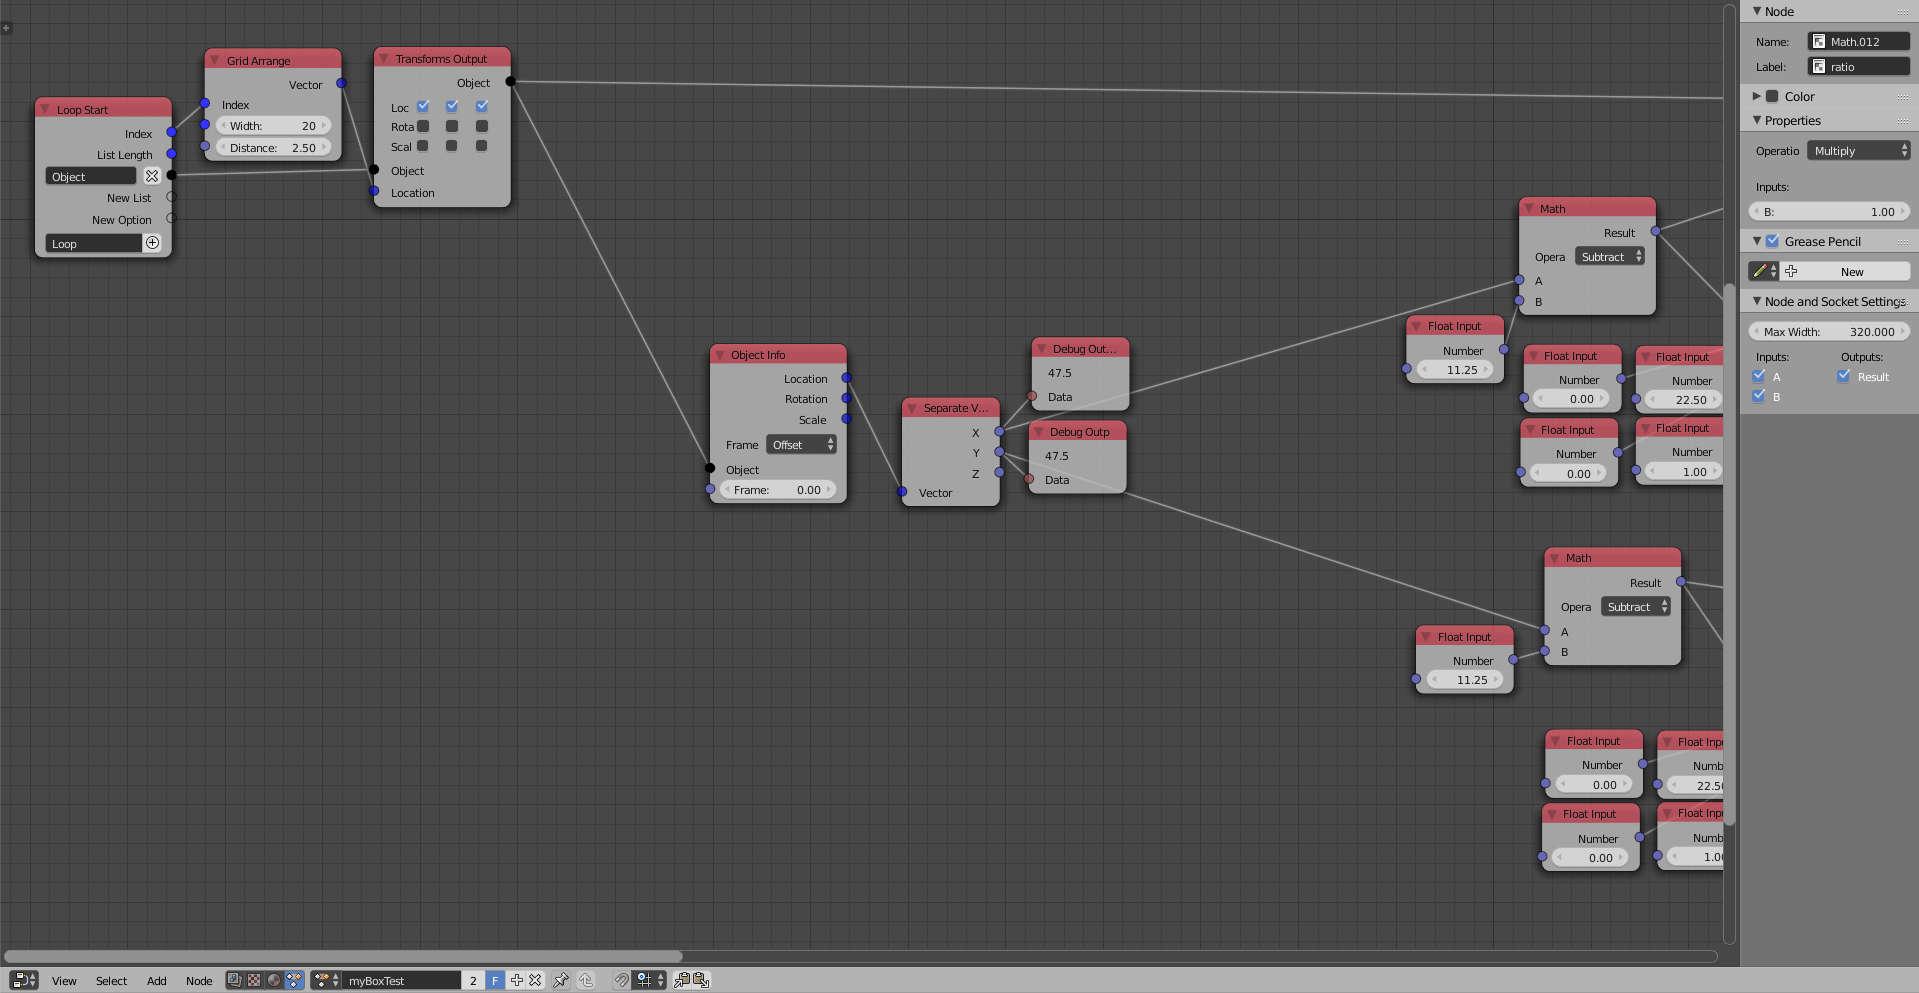 Loop Start
Index
List Length
Object
New List
New Option
Loop
Grid Arrange
Vector
Index
Width: 20
Distance: 2.50
Transforms Output
Object
Loc
Rota
Scal
Object
Location
Object Info
Location
Rotation
Scale
Frame Offset
Object
Frame: 0.00
Separate V...
X
Y
Z
Vector
Debug Out...
47.5
Data
Debug Outp
47.5
Data
Math
Result
Opera Subtract
A
B
Float Input
Number
11.25
Float Input
Number
0.00
Float Input
Number
22.50
Float Input
Number
0.00
Float Input
Number
1.00
Math
Result
Opera Subtract
A
B
Float Input
Number
11.25
Float Input
Number
0.00
Float Inpu
Numb
22.50
Float Input
Number
0.00
Float Inpu
Numb
1.00
Node
Name: Math.012
Label: ratio
Color
Properties
Operatio Multiply
Inputs:
B: 1.00
Grease Pencil
New
Node and Socket Settings
Max Width: 320.000
Inputs: Outputs:
A Result
B
View Select Add Node myBoxTest 2 F